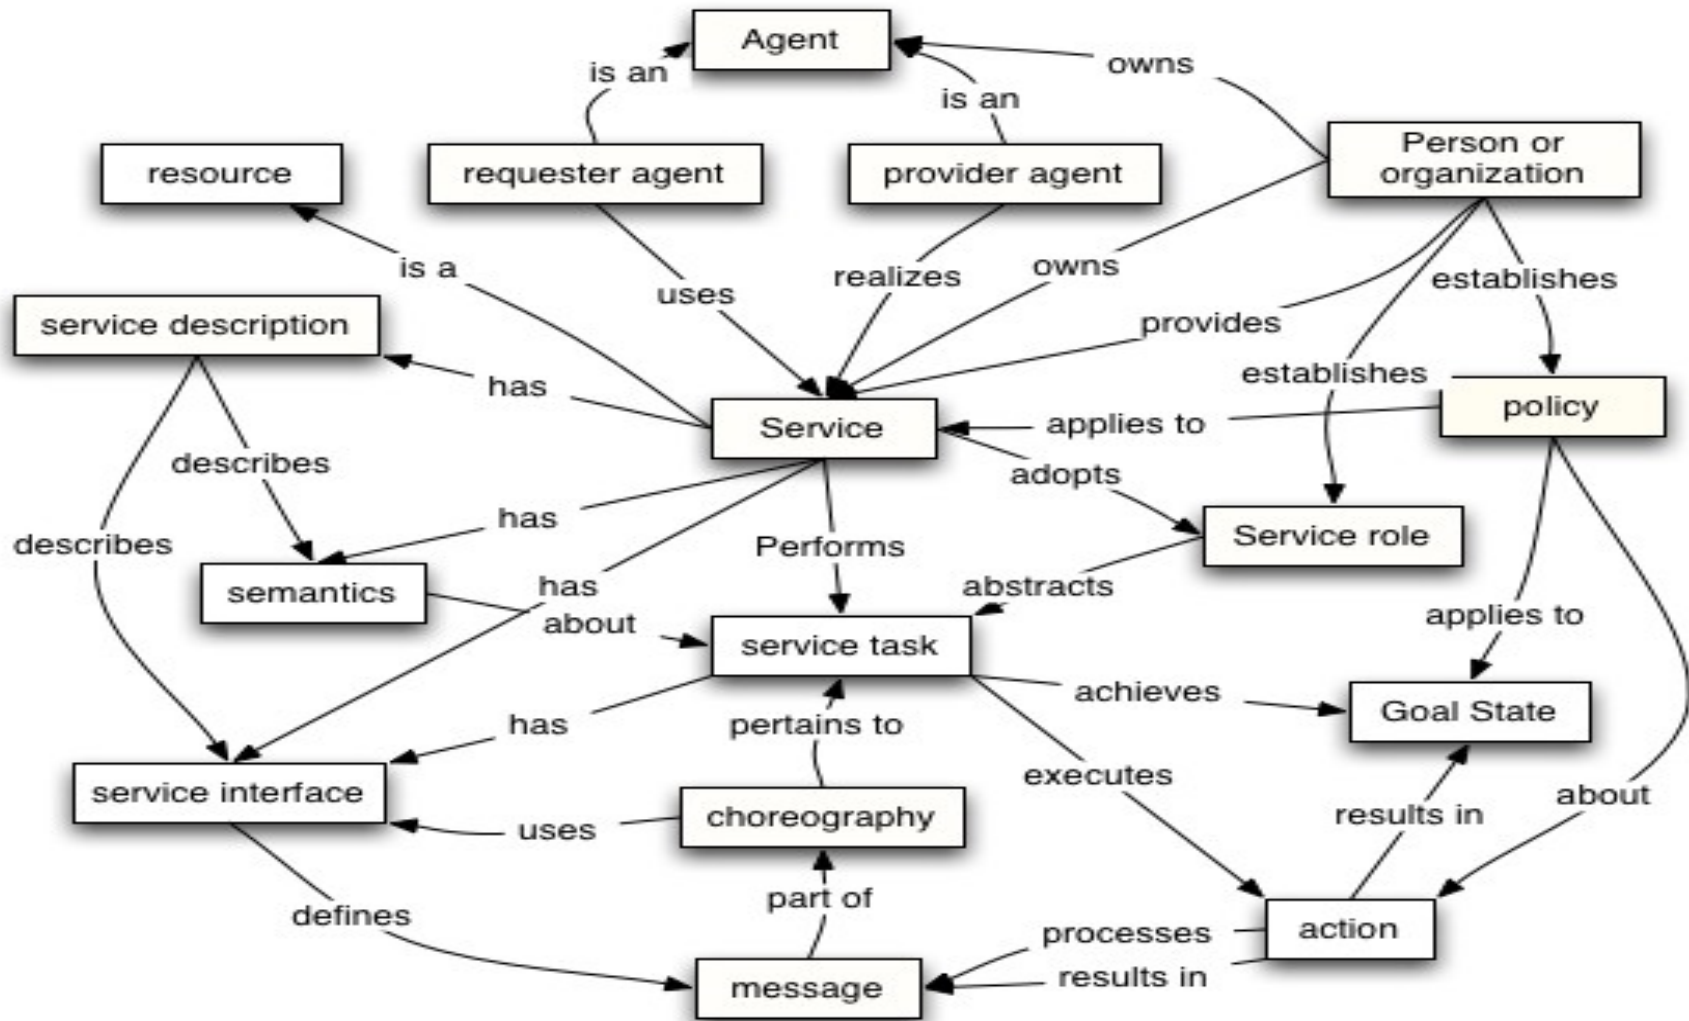 Agent
owns
is an
is an
Person or
organization
resource
requester agent
provider agent
is a
owns
realizes
establishes
uses
service description
provides
has
establishes
policy
Service
applies to
describes
adopts
has
Service role
describes
Performs
semantics
has
abstracts
about
applies to
service task
achieves
Goal State
has
pertains to
executes
service interface
about
results in
choreography
uses
part of
defines
processes
action
results in
message